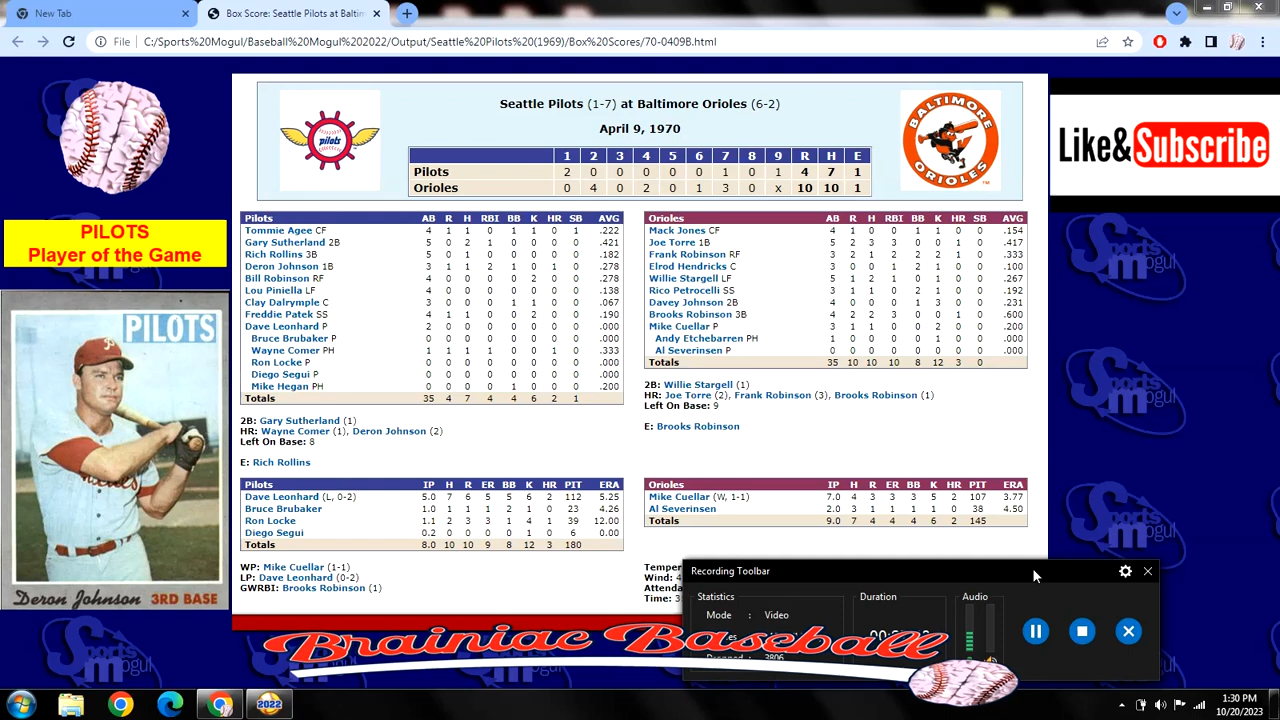 New Tab
Box Score: Seattle Pilots at Baltim
File C:/Sports%20Mogul/Baseball%20Mogul%202022/Output/Seattle%20Pilots%20(1969)/Box%20Scores/70-0409B.html
Seattle Pilots (1-7) at Baltimore Orioles (6-2)
April 9, 1970
pilots
BALTIMORE
ORIOLES
1 2 3 4 5 6 7 8 9 R H E
Pilots 2 0 0 0 0 0 1 0 1 4 7 1
Orioles 0 4 0 2 0 1 3 0 x 10 10 1
Like& Subscribe
PILOTS
Player of the Game
PILOTS
Deron Johnson 3RD BASE
Pilots AB R H RBI BB K HR SB AVG
Tommie Agee CF 4 1 1 0 1 1 0 1 .222
Gary Sutherland 2B 5 0 2 1 0 0 0 0 .421
Rich Rollins 3B 5 0 1 0 0 0 0 0 .182
Deron Johnson 1B 3 1 1 2 1 0 1 0 .278
Bill Robinson RF 4 0 0 0 0 2 0 0 .278
Lou Piniella LF 4 0 0 0 0 0 0 0 .138
Clay Dalrymple C 3 0 0 0 1 1 0 0 .067
Freddie Patek SS 4 1 1 0 0 2 0 0 .190
Dave Leonhard P 2 0 0 0 0 0 0 0 .000
Bruce Brubaker P 0 0 0 0 0 0 0 0 .000
Wayne Comer PH 1 1 1 1 0 0 1 0 .333
Ron Locke P 0 0 0 0 0 0 0 0 .000
Diego Segui P 0 0 0 0 0 0 0 0 .000
Mike Hegan PH 0 0 0 0 1 0 0 0 .200
Totals 35 4 7 4 4 6 2 1
2B: Gary Sutherland (1)
HR: Wayne Comer (1), Deron Johnson (2)
Left On Base: 8
E: Rich Rollins
Orioles AB R H RBI BB K HR SB AVG
Mack Jones CF 4 1 0 0 1 1 0 0 .154
Joe Torre 1B 5 2 2 3 0 0 1 0 .417
Frank Robinson RF 3 2 1 2 2 2 1 0 .333
Elrod Hendricks C 3 0 0 1 2 1 0 0 .100
Willie Stargell LF 5 1 2 1 0 1 0 0 .267
Rico Petrocelli SS 3 1 1 0 2 1 0 0 .192
Davey Johnson 2B 4 0 0 0 1 3 0 0 .231
Brooks Robinson 3B 4 2 2 3 0 0 1 0 .600
Mike Cuellar P 3 1 1 0 0 2 0 0 .200
Andy Etchebarren PH 1 0 0 0 0 1 0 0 .000
Al Severinsen P 0 0 0 0 0 0 0 0 .000
Totals 35 10 10 10 8 12 3 0
2B: Willie Stargell (1)
HR: Joe Torre (2), Frank Robinson (3), Brooks Robinson (1)
Left On Base: 9
E: Brooks Robinson
Pilots IP H R ER BB K HR PIT ERA
Dave Leonhard (L, 0-2) 5.0 7 6 5 5 6 2 112 5.25
Bruce Brubaker 1.0 1 1 1 2 1 0 23 4.26
Ron Locke 1.1 2 3 3 1 4 1 39 12.00
Diego Segui 0.2 0 0 0 0 1 0 6 0.00
Totals 8.0 10 10 9 8 12 3 180
Orioles IP H R ER BB K HR PIT ERA
Mike Cuellar (W, 1-1) 7.0 4 3 3 3 5 2 107 3.77
Al Severinsen 2.0 3 1 1 1 1 0 38 4.50
Totals 9.0 7 4 4 4 6 2 145
WP: Mike Cuellar (1-1)
LP: Dave Leonhard (0-2)
GWRBI: Brooks Robinson (1)
Temper
Wind: 4
Attenda
Time: 3
Recording Toolbar
Statistics
Mode : Video
3806
Duration
Audio
Brainiac Baseball
Sports Mogul
2022
1:30 PM
10/20/2023